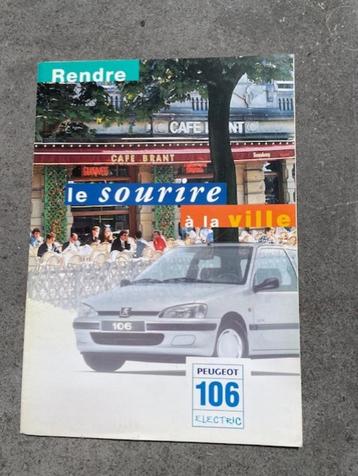 Rendre
CAFE BRANT
CAFE BRANT
le sourire
à la ville
106
PEUGEOT
106
ELECTRIC